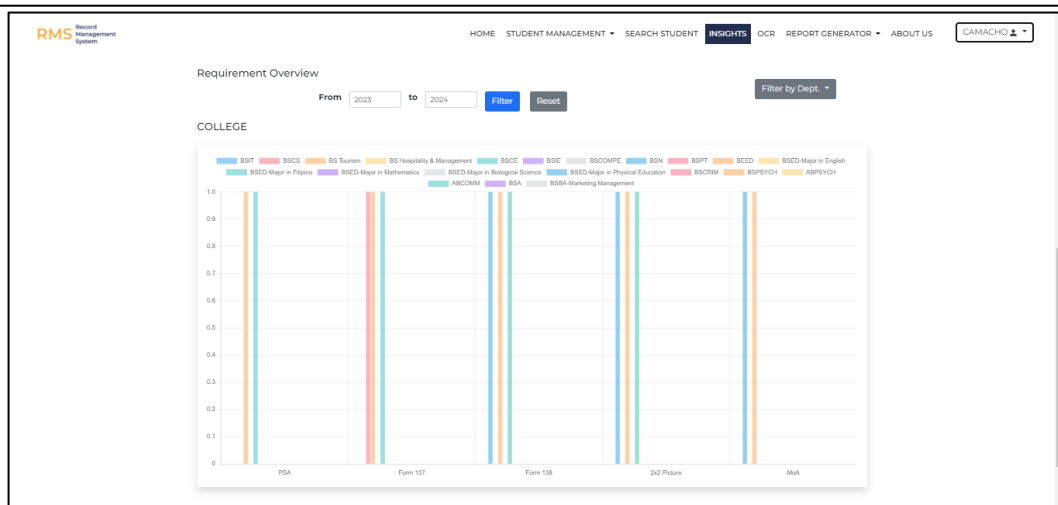 RMS Record
Management
System
HOME STUDENT MANAGEMENT SEARCH STUDENT INSIGHTS OCR REPORT GENERATOR ABOUT US CAMACHO
Requirement Overview
From 2023 to 2024 Filter Reset Filter by Dept.
COLLEGE
BSIT BSCS BS Tourism BS Hospitality & Management BSCE BSIE BSCOMPE BSN BSPT BEED BSED-Major in English
BSED-Major in Filipino BSED-Major in Mathematics BSED-Major in Biological Science BSED-Major in Physical Education BSCRIM BSPSYCH ABPSYCH
ABCOMM BSA BSBA-Marketing Management
1.0
0.9
0.8
0.7
0.6
0.5
0.4
0.3
0.2
0.1
0
PSA Form 137 Form 138 2x2 Picture MoA